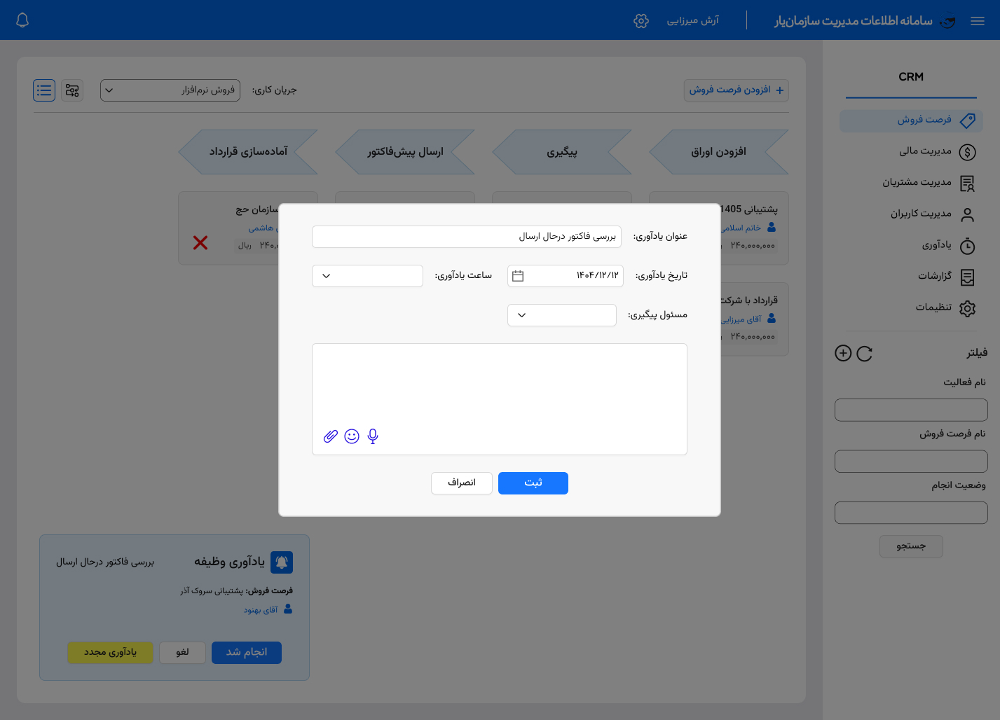 سامانه اطلاعات مدیریت سازمان‌یار
آرش میرزایی
CRM
فرصت فروش
مدیریت مالی
مدیریت مشتریان
مدیریت کاربران
یادآوری
گزارشات
تنظیمات
فیلتر
نام فعالیت
نام فرصت فروش
وضعیت انجام
جستجو
+ افزودن فرصت فروش
جریان کاری: فروش نرم‌افزار
افزودن اوراق
پیگیری
ارسال پیش‌فاکتور
آماده‌سازی قرارداد
پشتیبانی 1405
خانم اسلامی
۲۴۰,۰۰۰,۰۰۰
قرارداد با شرکت
آقای میرزایی
۲۴۰,۰۰۰,۰۰۰
سازمان حج
هاشمی
ریال
عنوان یادآوری: بررسی فاکتور درحال ارسال
تاریخ یادآوری: ۱۴۰۴/۱۲/۱۲ ساعت یادآوری:
مسئول پیگیری:
ثبت
انصراف
یادآوری وظیفه بررسی فاکتور درحال ارسال
فرصت فروش: پشتیبانی سروک آذر
آقای بهنود
انجام شد
لغو
یادآوری مجدد